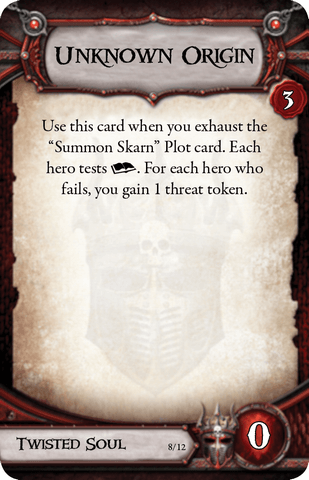 Unknown Origin
3
Use this card when you exhaust the
“Summon Skarn” Plot card. Each
hero tests . For each hero who
fails, you gain 1 threat token.
Twisted Soul
8/12
0